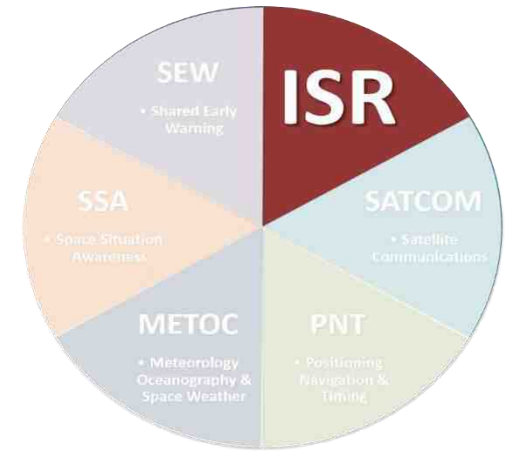 SEW
• Shared Early
Warning
ISR
SSA
• Space Situation
Awareness
SATCOM
• Satellite
Communications
METOC
• Meteorology
Oceanography &
Space Weather
PNT
• Positioning
Navigation &
Timing